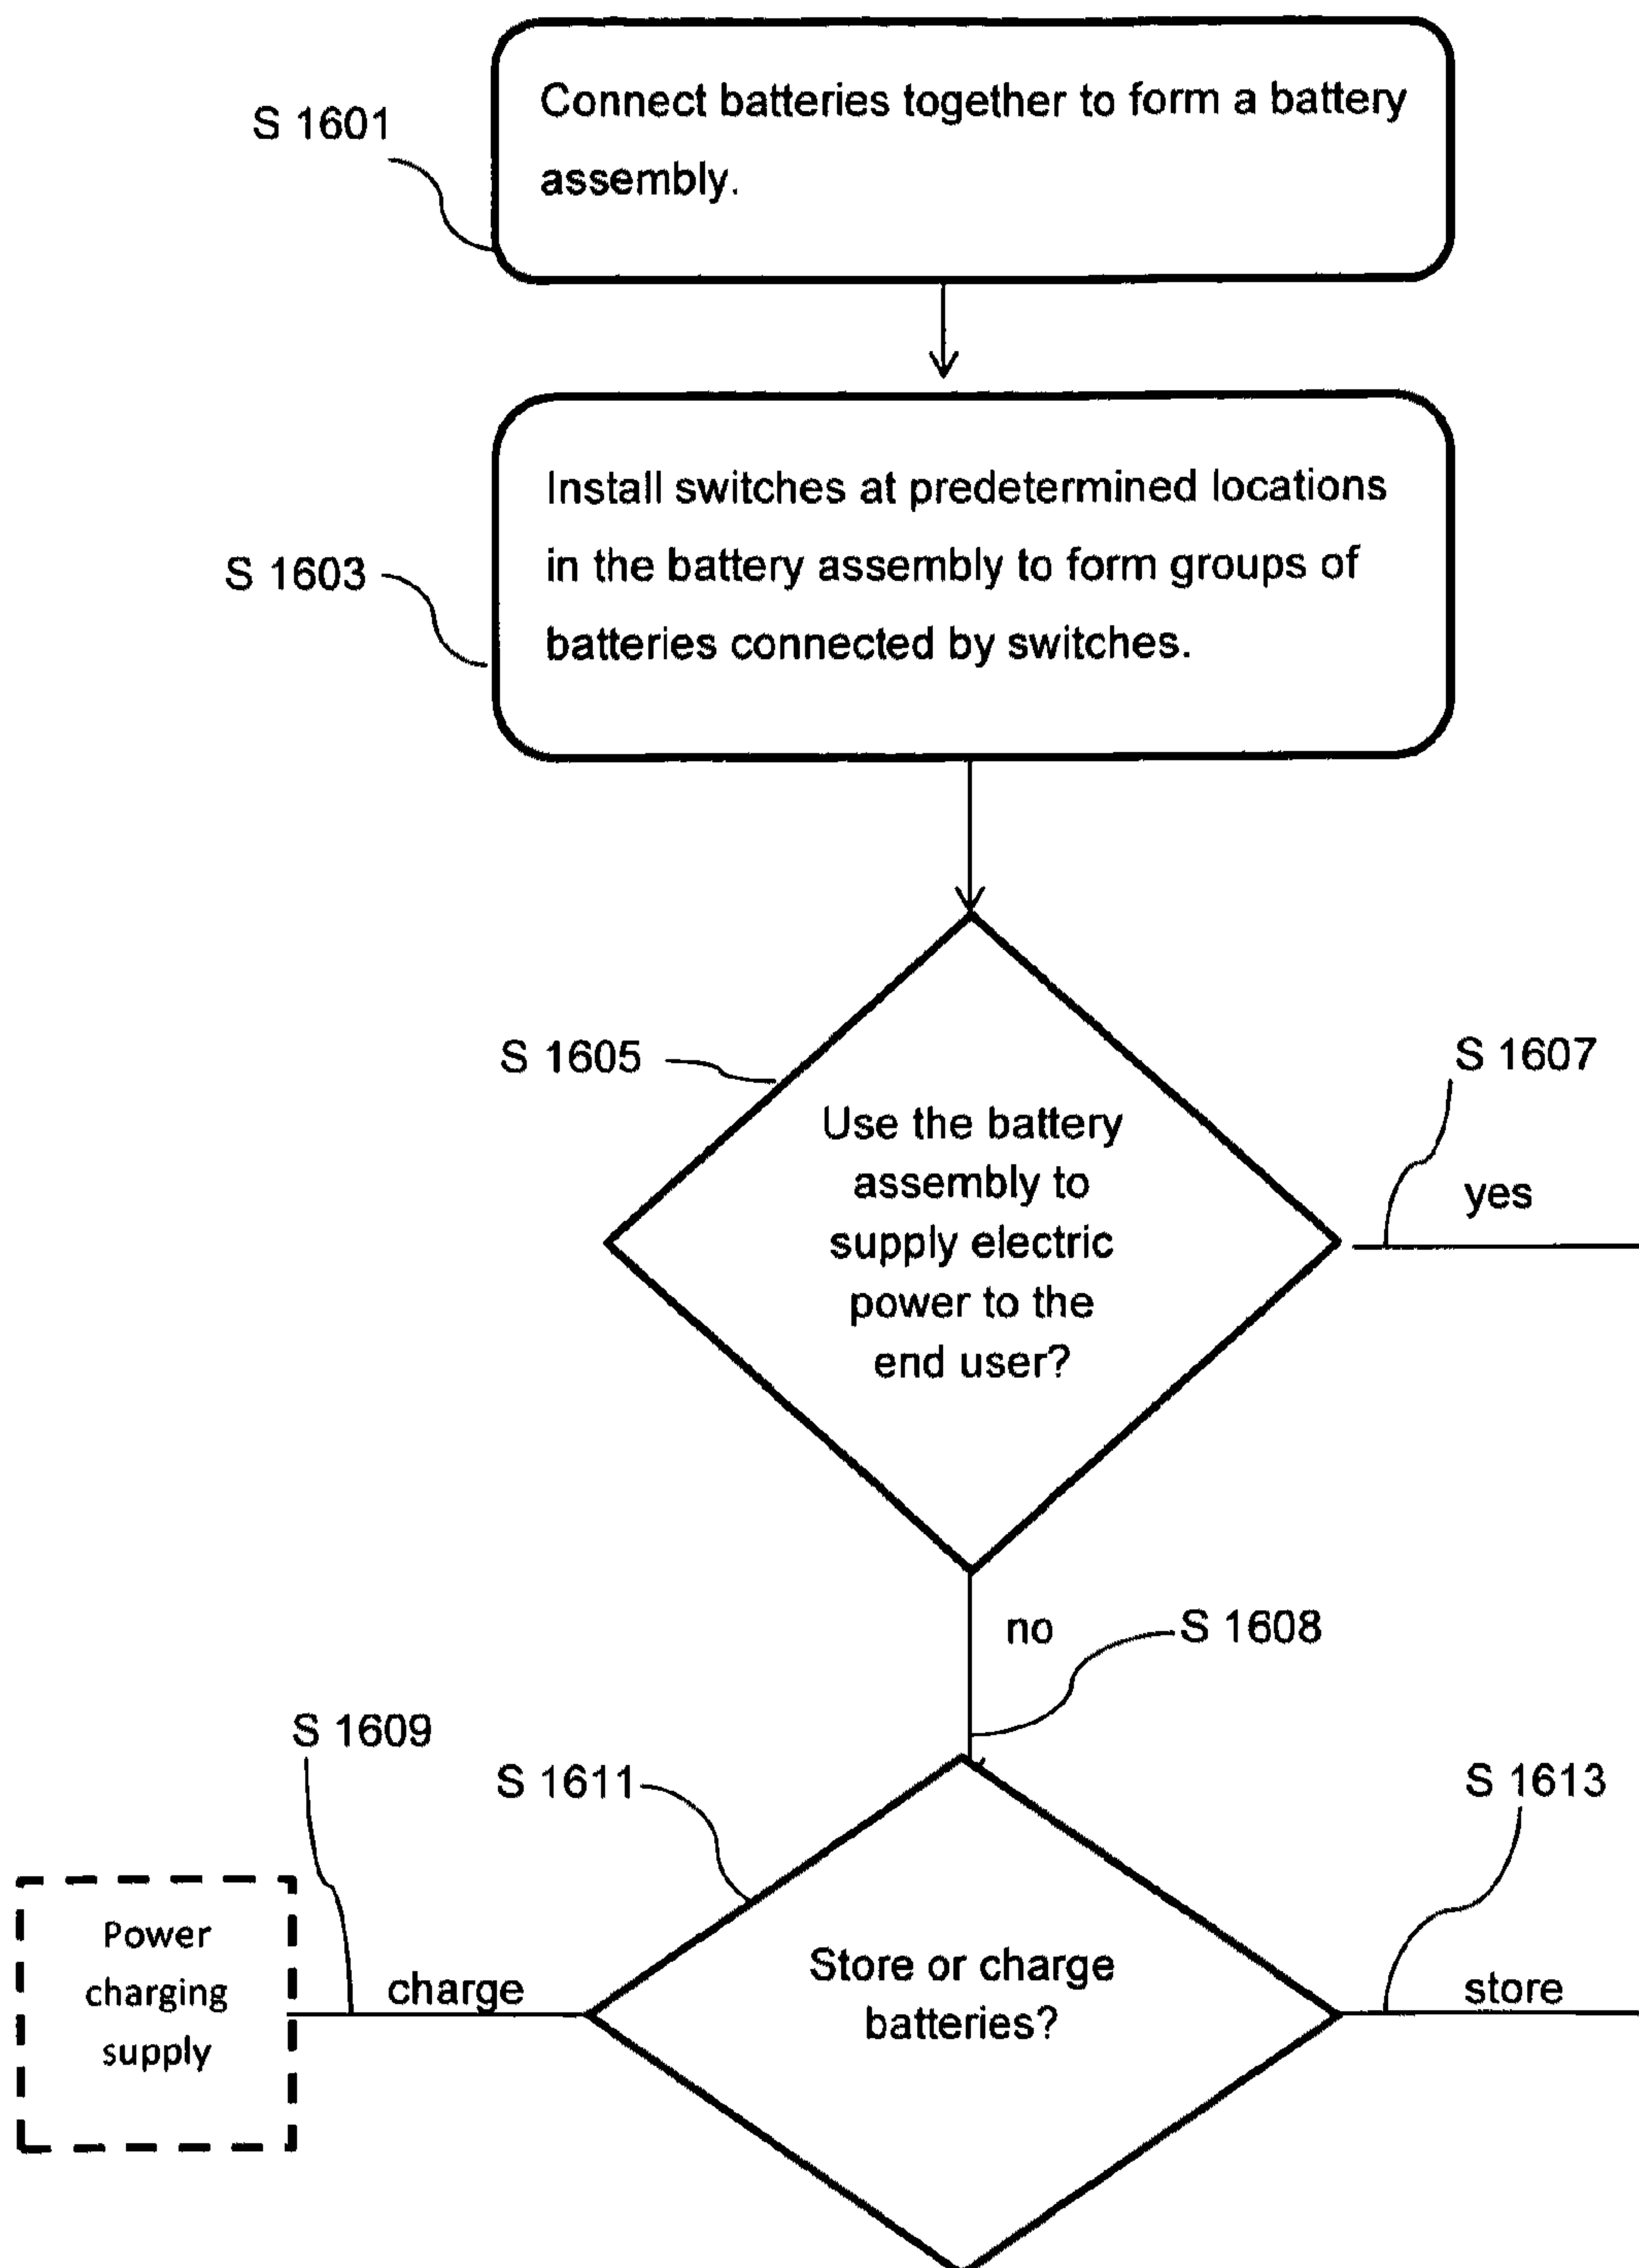 S 1601
Connect batteries together to form a battery
assembly.
S 1603
Install switches at predetermined locations
in the battery assembly to form groups of
batteries connected by switches.
S 1605
Use the battery
assembly to
supply electric
power to the
end user?
S 1607
yes
no
S 1608
S 1609
S 1611
S 1613
Power
charging
supply
charge
Store or charge
batteries?
store